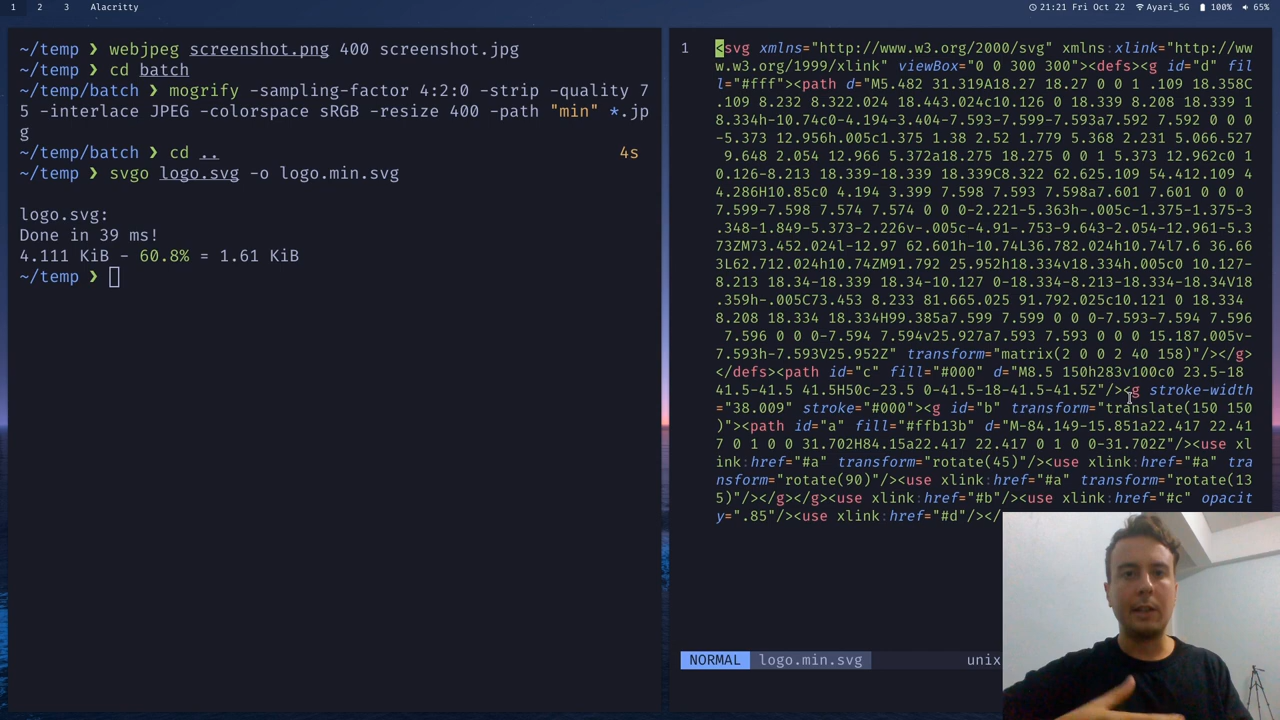 1 2 3 Alacritty 21:21 Fri Oct 22 Ayari_5G 100% 65%
~/temp ❯ webjpeg screenshot.png 400 screenshot.jpg
~/temp ❯ cd batch
~/temp/batch ❯ mogrify -sampling-factor 4:2:0 -strip -quality 7
5 -interlace JPEG -colorspace sRGB -resize 400 -path "min" *.jp
g
~/temp/batch ❯ cd .. 4s
~/temp ❯ svgo logo.svg -o logo.min.svg
logo.svg:
Done in 39 ms!
4.111 KiB - 60.8% = 1.61 KiB
~/temp ❯
1 <svg xmlns="http://www.w3.org/2000/svg" xmlns:xlink="http://ww
w.w3.org/1999/xlink" viewBox="0 0 300 300"><defs><g id="d" fil
l="#fff"><path d="M5.482 31.319A18.27 18.27 0 0 1 .109 18.358C
.109 8.232 8.322.024 18.443.024c10.126 0 18.339 8.208 18.339 1
8.334h-10.74c0-4.194-3.404-7.593-7.599-7.593a7.592 7.592 0 0 0
-5.373 12.956h.005c1.375 1.38 2.52 1.779 5.368 2.231 5.066.527
9.648 2.054 12.966 5.372a18.275 18.275 0 0 1 5.373 12.962c0 1
0.126-8.213 18.339-18.339 18.339C8.322 62.625.109 54.412.109 4
4.286H10.85c0 4.194 3.399 7.598 7.593 7.598a7.601 7.601 0 0 0
7.599-7.598 7.574 7.574 0 0 0-2.221-5.363h-.005c-1.375-1.375-3
.348-1.849-5.373-2.226v-.005c-4.91-.753-9.643-2.054-12.961-5.3
73ZM73.452.024l-12.97 62.601h-10.74L36.782.024h10.74l7.6 36.66
3L62.712.024h10.74ZM91.792 25.952h18.334v18.334h.005c0 10.127-
8.213 18.34-18.339 18.34-10.127 0-18.334-8.213-18.334-18.34V18
.359h-.005C73.453 8.233 81.665.025 91.792.025c10.121 0 18.334
8.208 18.334 18.334H99.385a7.599 7.599 0 0 0-7.593-7.594 7.596
7.596 0 0 0-7.594 7.594v25.927a7.593 7.593 0 0 0 15.187.005v-
7.593h-7.593V25.952Z" transform="matrix(2 0 0 2 40 158)"/></g>
</defs><path id="c" fill="#000" d="M8.5 150h283v100c0 23.5-18
41.5-41.5 41.5H50c-23.5 0-41.5-18-41.5-41.5Z"/><g stroke-width
="38.009" stroke="#000"><g id="b" transform="translate(150 150
)"><path id="a" fill="#ffb13b" d="M-84.149-15.851a22.417 22.41
7 0 1 0 0 31.702H84.15a22.417 22.417 0 1 0 0-31.702Z"/><use xl
ink:href="#a" transform="rotate(45)"/><use xlink:href="#a" tra
nsform="rotate(90)"/><use xlink:href="#a" transform="rotate(13
5)"/></g></g><use xlink:href="#b"/><use xlink:href="#c" opacit
y=".85"/><use xlink:href="#d"/></
NORMAL logo.min.svg unix